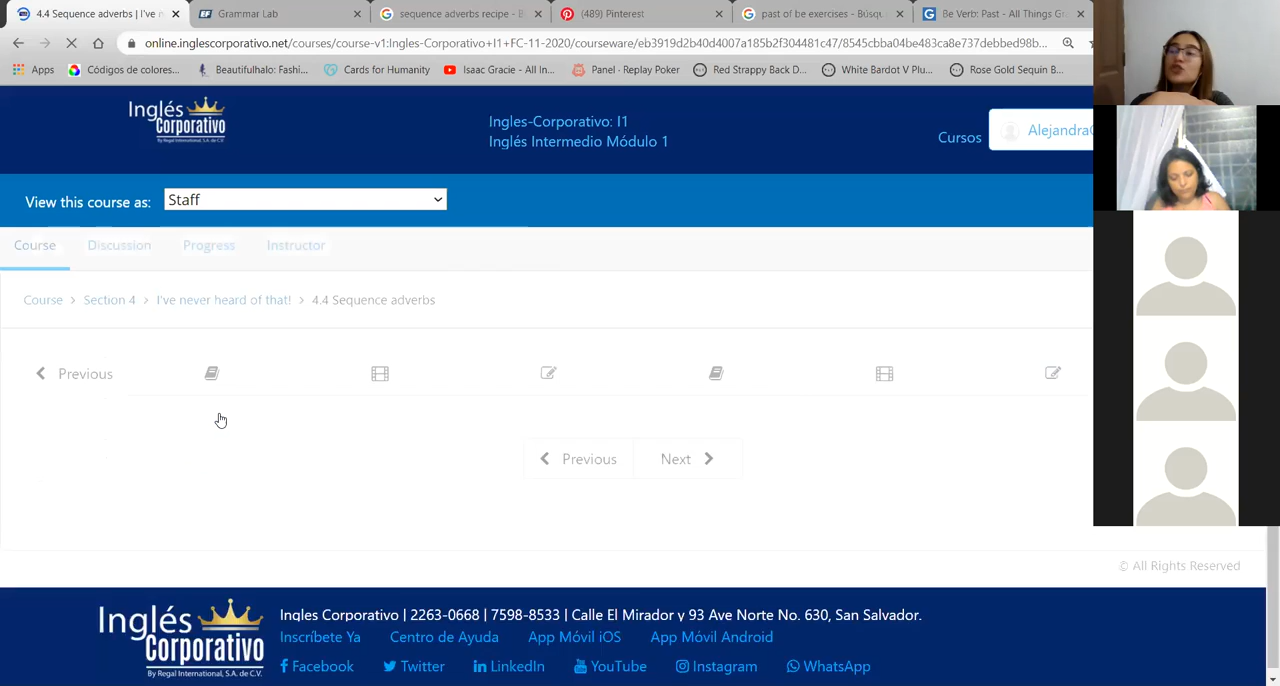 4.4 Sequence adverbs | I've n
Grammar Lab
sequence adverbs recipe - B
(489) Pinterest
past of be exercises - Búsqu
Be Verb: Past - All Things Gr
online.inglescorporativo.net/courses/course-v1:Ingles-Corporativo+I1+FC-11-2020/courseware/eb3919d2b40d4007a185b2f304481c47/8545cbba04be483ca8e737debbed98b...
Apps
Códigos de colores...
Beautifulhalo: Fashi...
Cards for Humanity
Isaac Gracie - All In...
Panel · Replay Poker
Red Strappy Back D...
White Bardot V Plu...
Rose Gold Sequin B...
Inglés
Corporativo
By Regal International, S.A. de C.V.
Ingles-Corporativo: I1
Inglés Intermedio Módulo 1
Cursos
Alejandra
View this course as:
Staff
Course
Discussion
Progress
Instructor
Course > Section 4 > I've never heard of that! > 4.4 Sequence adverbs
Previous
Previous
Next
© All Rights Reserved
Inglés
Corporativo
By Regal International, S.A. de C.V.
Ingles Corporativo | 2263-0668 | 7598-8533 | Calle El Mirador y 93 Ave Norte No. 630, San Salvador.
Inscríbete Ya
Centro de Ayuda
App Móvil iOS
App Móvil Android
Facebook
Twitter
LinkedIn
YouTube
Instagram
WhatsApp